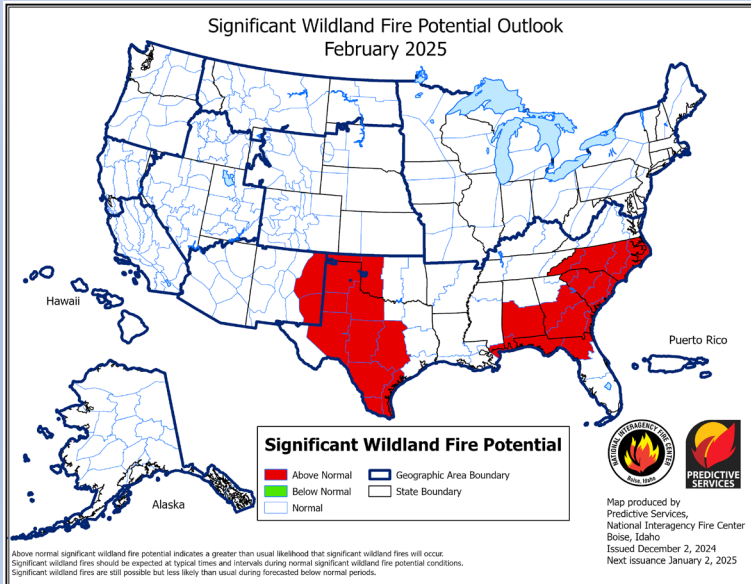 Significant Wildland Fire Potential Outlook
February 2025
Hawaii
Puerto Rico
Alaska
Significant Wildland Fire Potential
Above Normal
Below Normal
Normal
Geographic Area Boundary
State Boundary
NATIONAL INTERAGENCY FIRE CENTER
Boise, Idaho
PREDICTIVE
SERVICES
Map produced by
Predictive Services,
National Interagency Fire Center
Boise, Idaho
Issued December 2, 2024
Next issuance January 2, 2025
Above normal significant wildland fire potential indicates a greater than usual likelihood that significant wildland fires will occur.
Significant wildland fires should be expected at typical times and intervals during normal significant wildland fire potential conditions.
Significant wildland fires are still possible but less likely than usual during forecasted below normal periods.